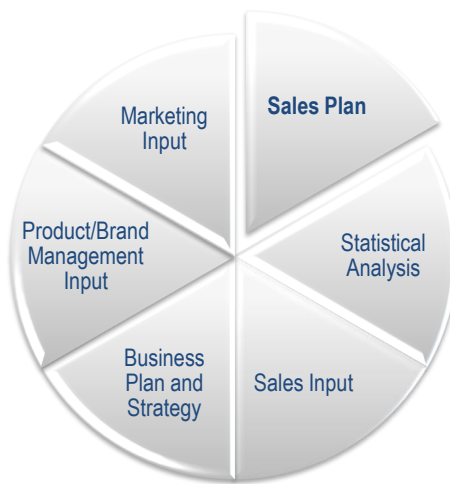 Sales Plan
Statistical
Analysis
Sales Input
Business
Plan and
Strategy
Product/Brand
Management
Input
Marketing
Input